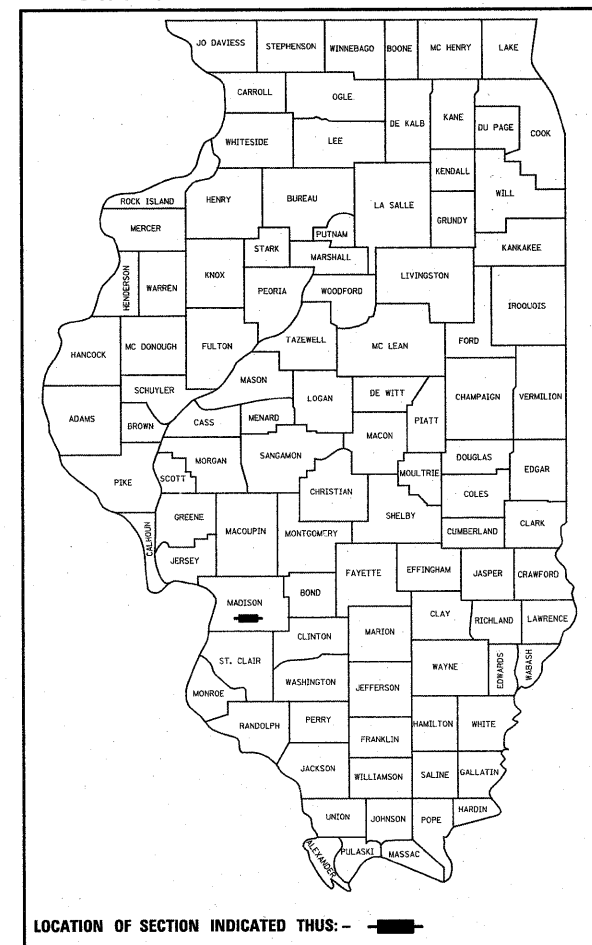 JO DAVIESS STEPHENSON WINNEBAGO BOONE MC HENRY LAKE
CARROLL OGLE DE KALB KANE DU PAGE COOK
WHITESIDE LEE KENDALL WILL
ROCK ISLAND HENRY BUREAU LA SALLE GRUNDY
MERCER PUTNAM KANKAKEE
HENDERSON WARREN KNOX STARK MARSHALL LIVINGSTON
PEORIA WOODFORD IROQUOIS
HANCOCK MC DONOUGH FULTON TAZEWELL MC LEAN FORD
SCHUYLER MASON LOGAN DE WITT CHAMPAIGN VERMILION
ADAMS BROWN CASS MENARD PIATT
MACON
PIKE SCOTT MORGAN SANGAMON MOULTRIE DOUGLAS EDGAR
CHRISTIAN COLES
GREENE MACOUPIN MONTGOMERY SHELBY CUMBERLAND CLARK
CALHOUN JERSEY
FAYETTE EFFINGHAM JASPER CRAWFORD
MADISON BOND CLAY RICHLAND LAWRENCE
CLINTON MARION
ST. CLAIR WAYNE EDWARDS WABASH
MONROE WASHINGTON JEFFERSON
RANDOLPH PERRY HAMILTON WHITE
FRANKLIN
JACKSON WILLIAMSON SALINE GALLATIN
UNION JOHNSON POPE HARDIN
ALEXANDER PULASKI MASSAC
LOCATION OF SECTION INDICATED THUS: -